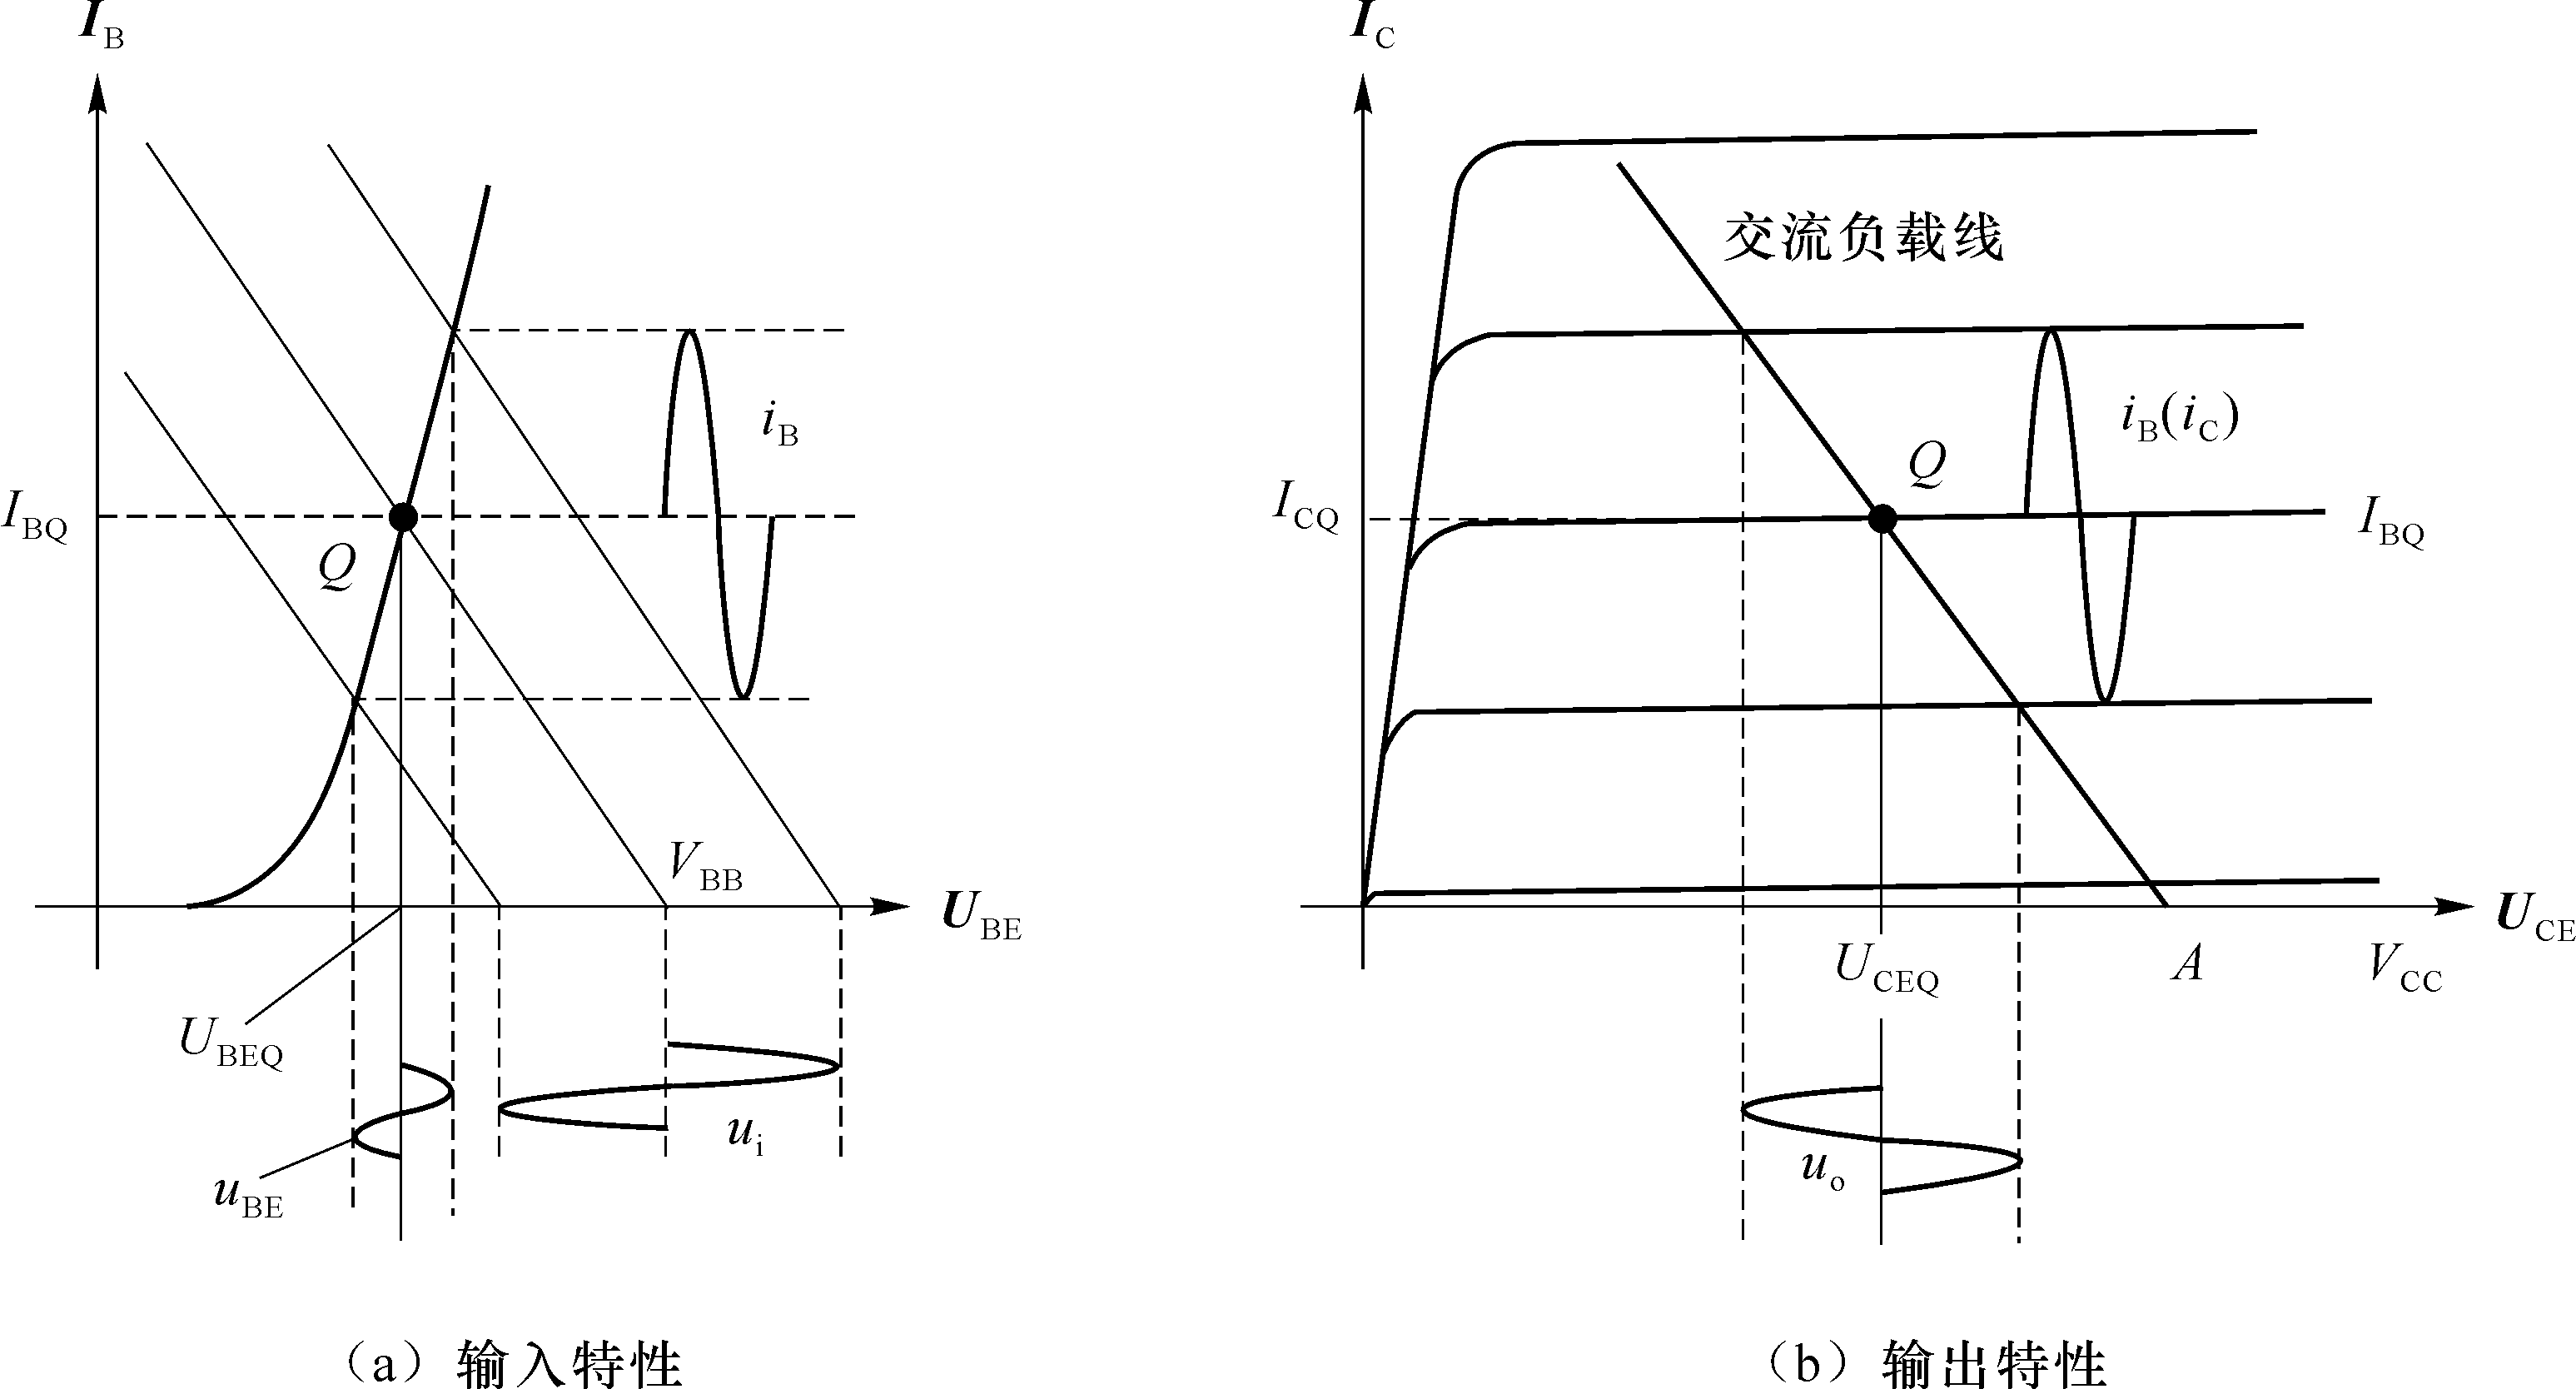 I_B
i_B
I_BQ
Q
V_BB
U_BE
U_BEQ
u_BE
u_i
(a) 输入特性
I_C
交流负载线
i_B(i_C)
Q
I_CQ
I_BQ
U_CE
U_CEQ
A
V_CC
u_o
(b) 输出特性